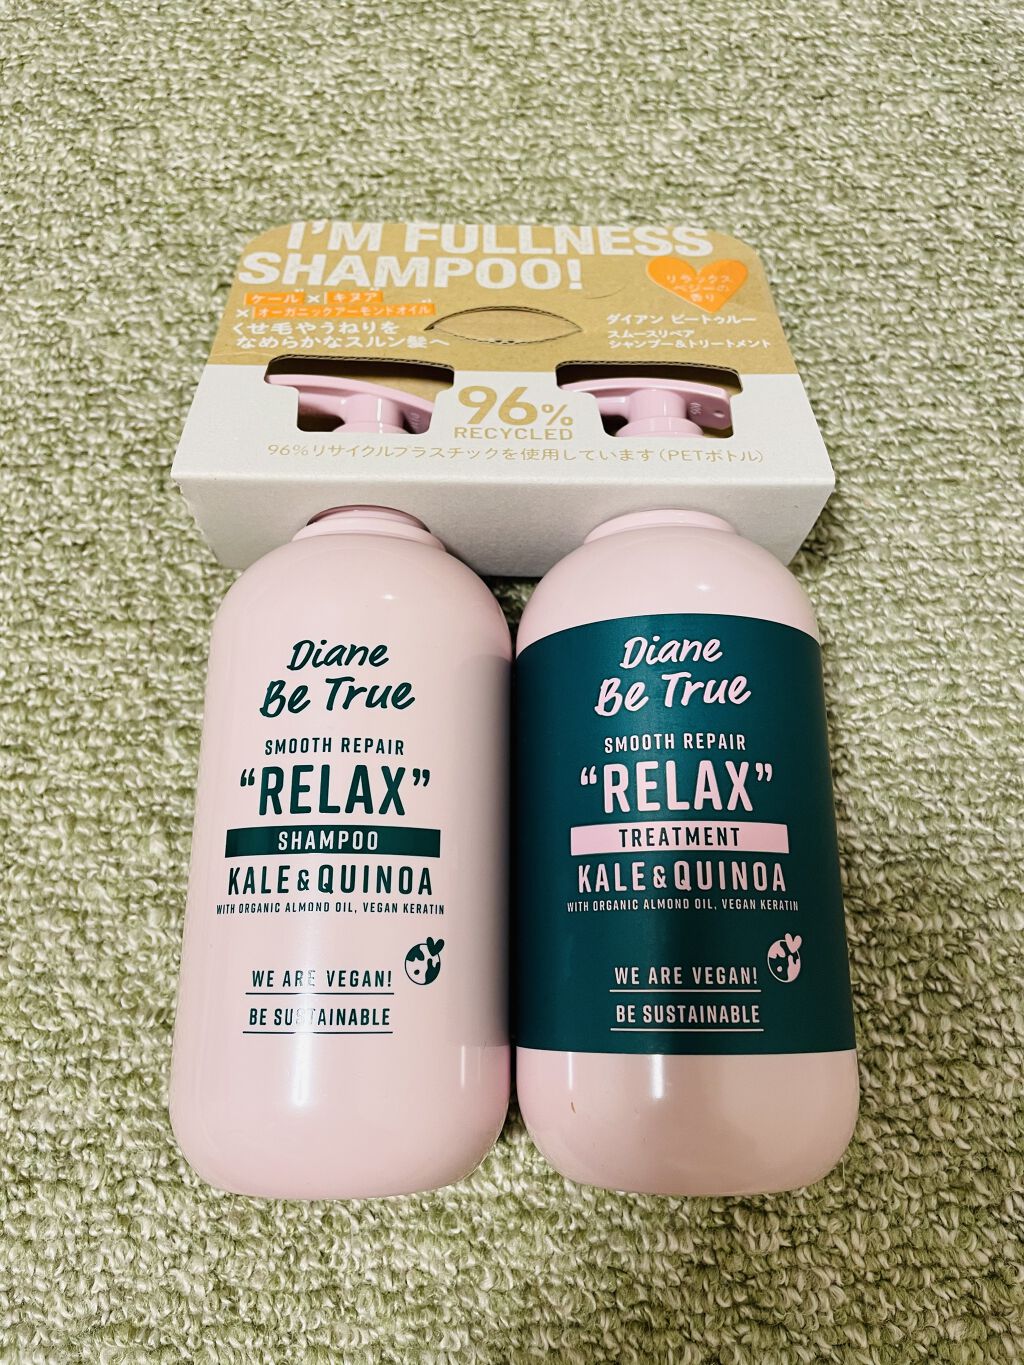 I'M FULLNESS
SHAMPOO!
ケール×キヌア
×オーガニックアーモンドオイル
くせ毛やうねりを
なめらかなスルン髪へ
リラックス
ベジーの
香り
ダイアン ビートゥルー
スムースリペア
シャンプー&トリートメント
96%
RECYCLED
96%リサイクルプラスチックを使用しています(PETボトル)
Diane
Be True
SMOOTH REPAIR
"RELAX"
SHAMPOO
KALE & QUINOA
WITH ORGANIC ALMOND OIL, VEGAN KERATIN
WE ARE VEGAN!
BE SUSTAINABLE
Diane
Be True
SMOOTH REPAIR
"RELAX"
TREATMENT
KALE & QUINOA
WITH ORGANIC ALMOND OIL, VEGAN KERATIN
WE ARE VEGAN!
BE SUSTAINABLE